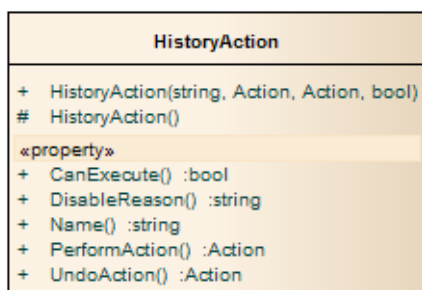 HistoryAction
+ HistoryAction(string, Action, Action, bool)
# HistoryAction()
«property»
+ CanExecute() :bool
+ DisableReason() :string
+ Name() :string
+ PerformAction() :Action
+ UndoAction() :Action